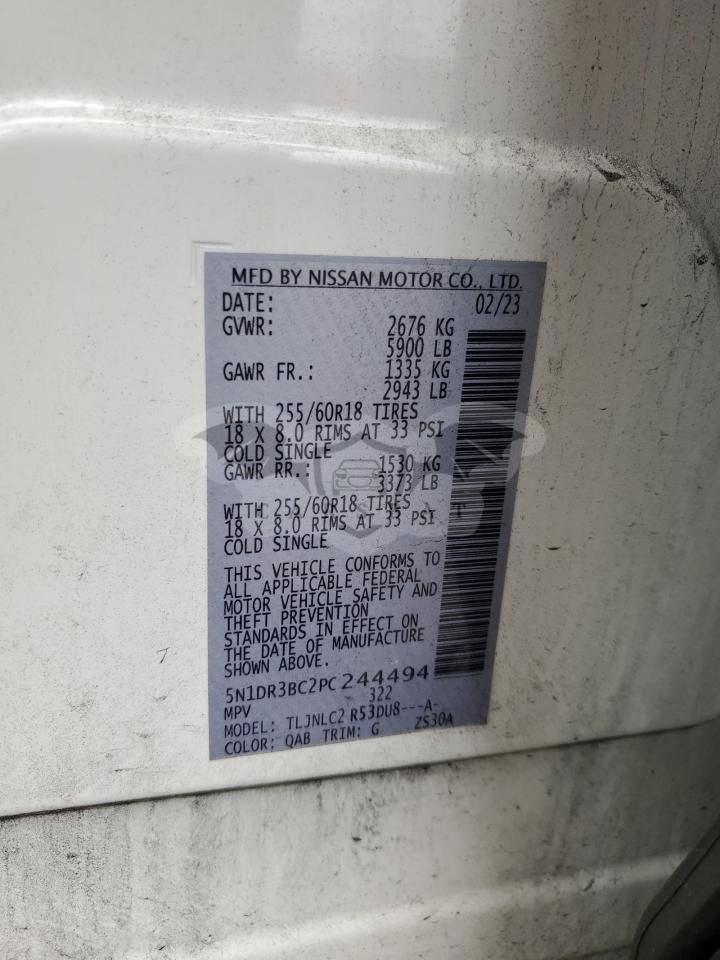 MFD BY NISSAN MOTOR CO., LTD.
DATE: 02/23
GVWR: 2676 KG
5900 LB
GAWR FR.: 1335 KG
2943 LB
WITH 255/60R18 TIRES
18 X 8.0 RIMS AT 33 PSI
COLD SINGLE
GAWR RR.: 1530 KG
3373 LB
WITH 255/60R18 TIRES
18 X 8.0 RIMS AT 33 PSI
COLD SINGLE
THIS VEHICLE CONFORMS TO
ALL APPLICABLE FEDERAL
MOTOR VEHICLE SAFETY AND
THEFT PREVENTION
STANDARDS IN EFFECT ON
THE DATE OF MANUFACTURE
SHOWN ABOVE.
5N1DR3BC2PC244494
MPV 322
MODEL: TLJNLC2 R53DU8---A-
COLOR: QAB TRIM: G ZS30A